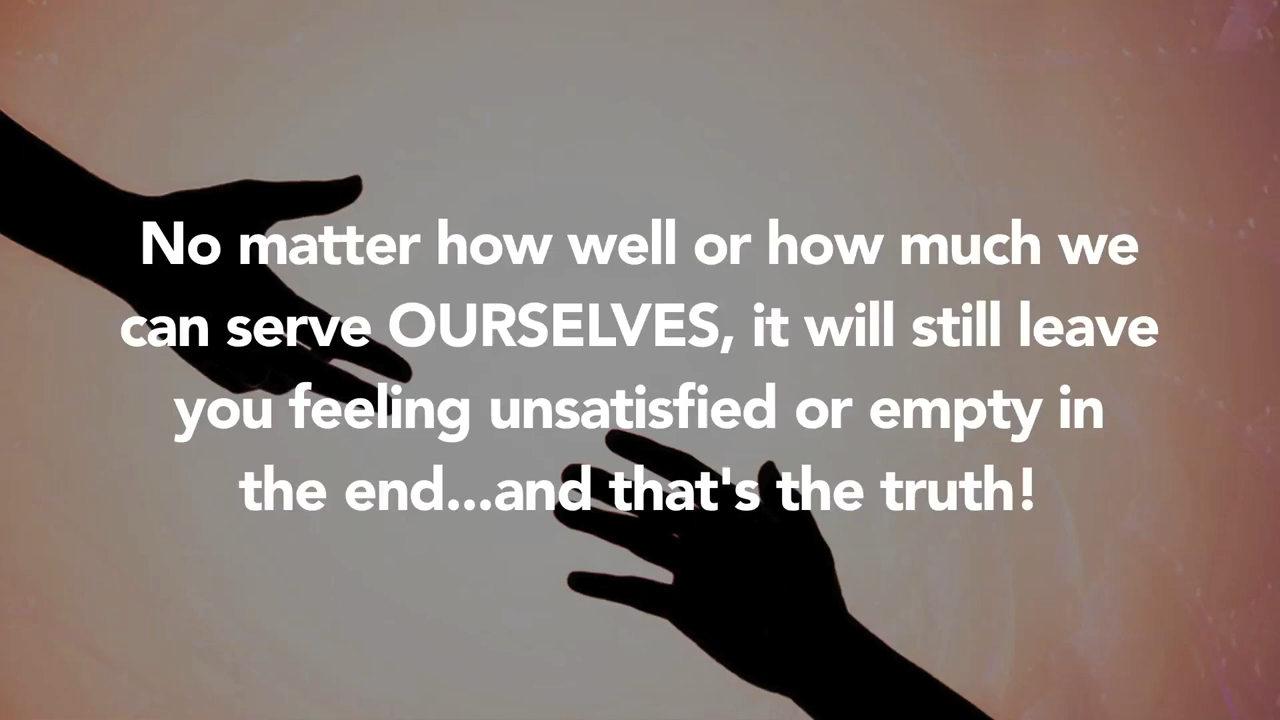 No matter how well or how much we
can serve OURSELVES, it will still leave
you feeling unsatisfied or empty in
the end...and that's the truth!